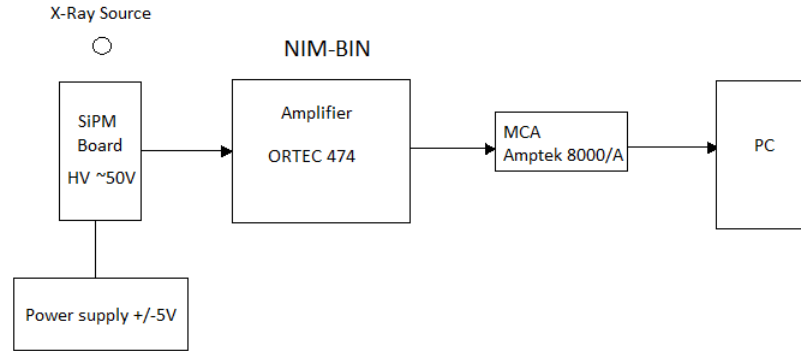 X-Ray Source
NIM-BIN
SiPM
Board
HV ~50V
Amplifier
ORTEC 474
MCA
Amptek 8000/A
PC
Power supply +/-5V